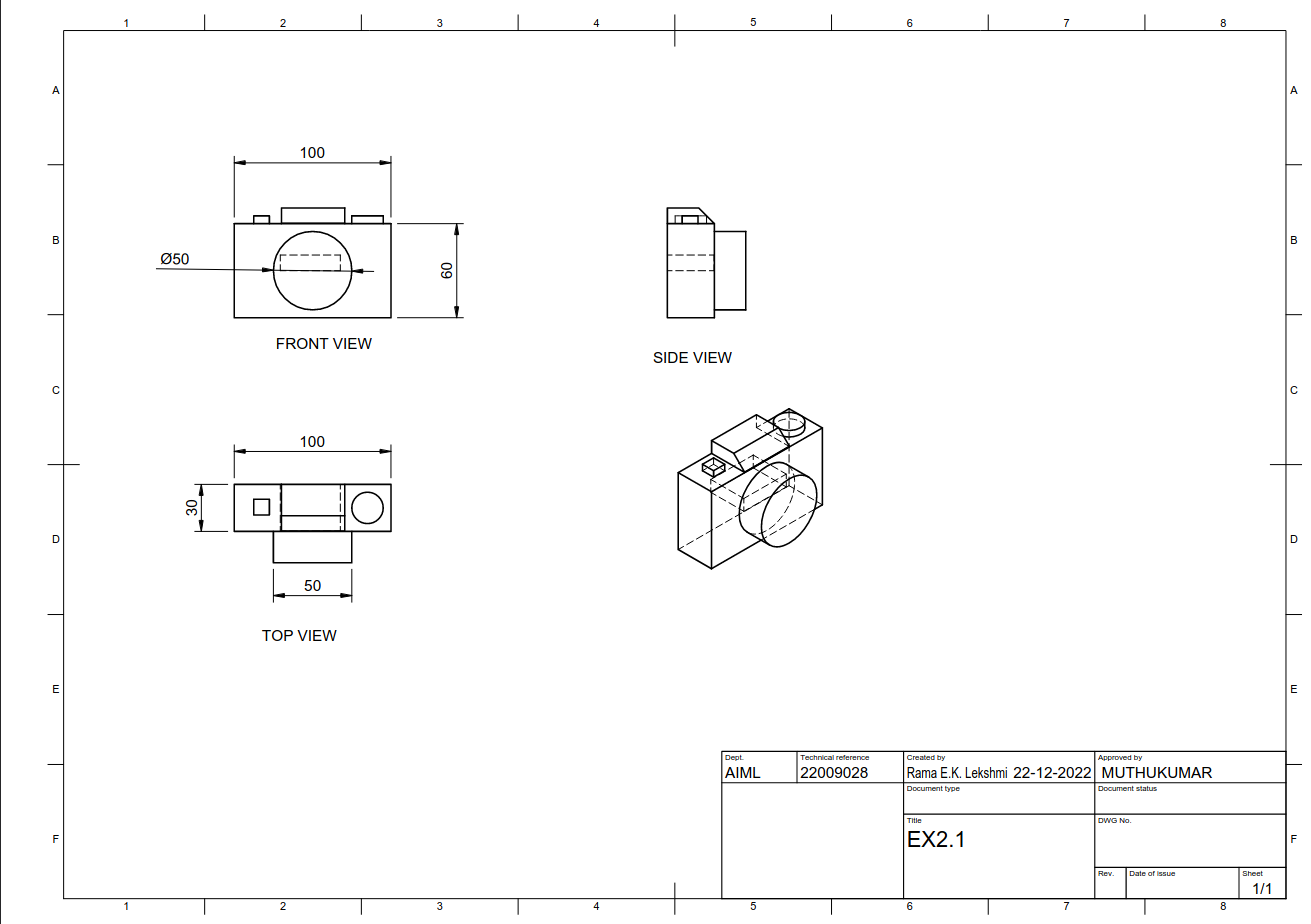 1 2 3 4 5 6 7 8
A A
100
B B
Ø50
60
FRONT VIEW
SIDE VIEW
C C
100
30
D D
50
TOP VIEW
E E
Dept. Technical reference Created by Approved by
AIML 22009028 Rama E.K. Lekshmi 22-12-2022 MUTHUKUMAR
Document type Document status
Title DWG No.
EX2.1
F F
Rev. Date of issue Sheet
1/1
1 2 3 4 5 6 7 8